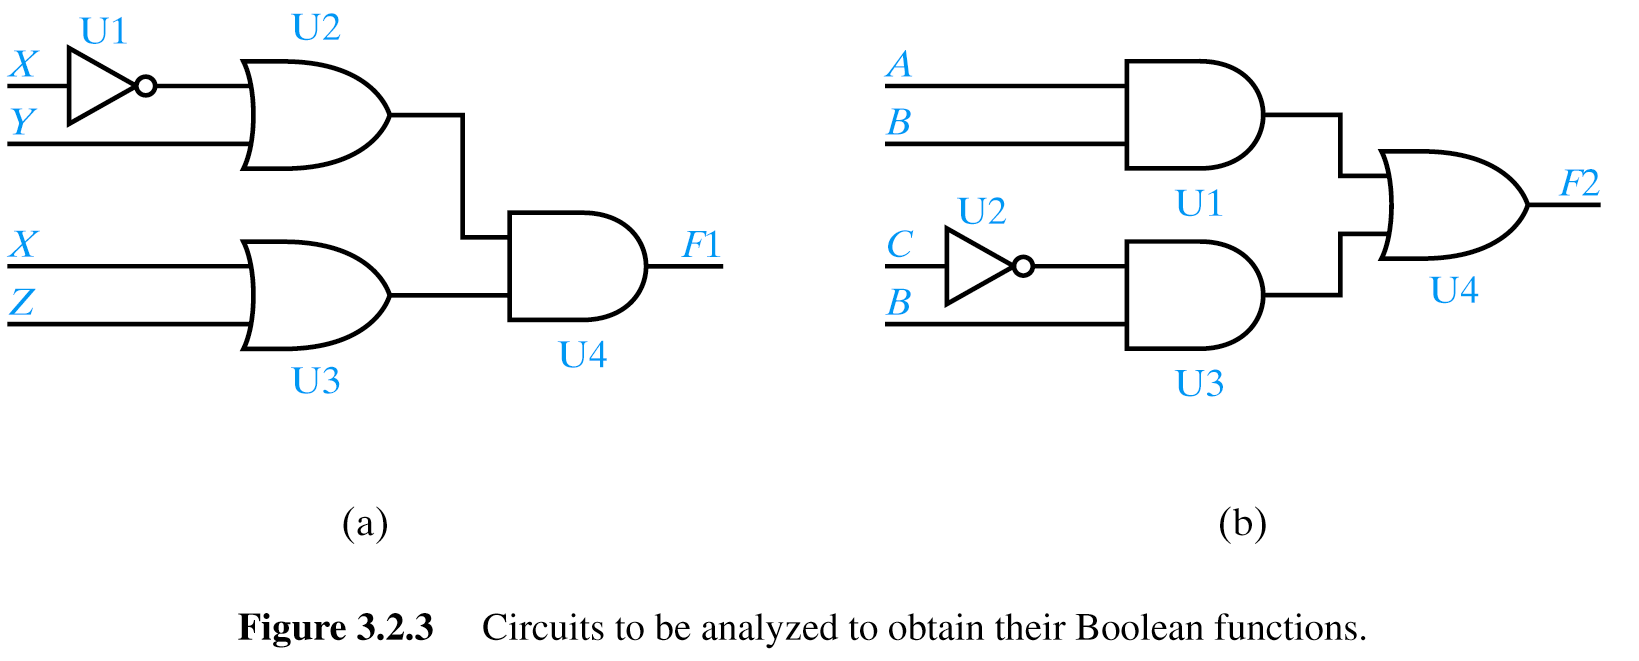 U1
U2
X
Y
X
Z
U3
F1
U4
A
B
U1
U2
C
B
U3
F2
U4
(a)
(b)
Figure 3.2.3 Circuits to be analyzed to obtain their Boolean functions.